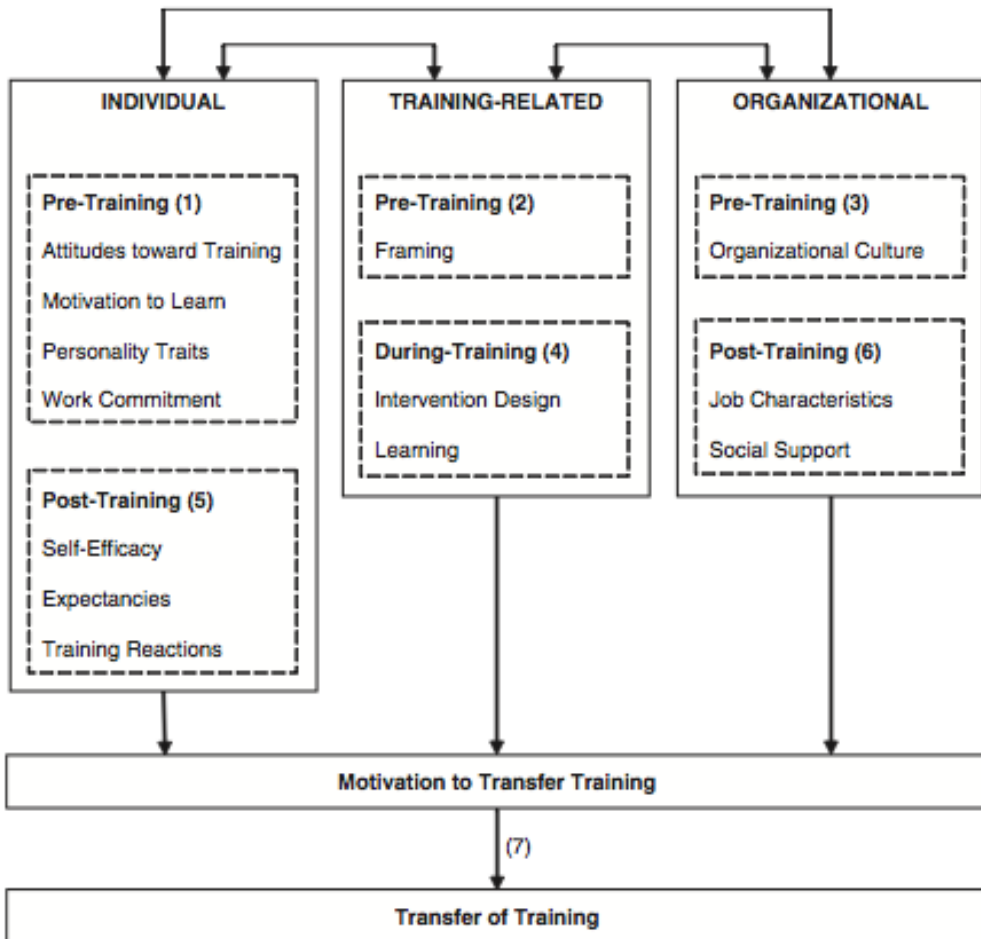 INDIVIDUAL
Pre-Training (1)
Attitudes toward Training
Motivation to Learn
Personality Traits
Work Commitment
Post-Training (5)
Self-Efficacy
Expectancies
Training Reactions
TRAINING-RELATED
Pre-Training (2)
Framing
During-Training (4)
Intervention Design
Learning
ORGANIZATIONAL
Pre-Training (3)
Organizational Culture
Post-Training (6)
Job Characteristics
Social Support
Motivation to Transfer Training
(7)
Transfer of Training